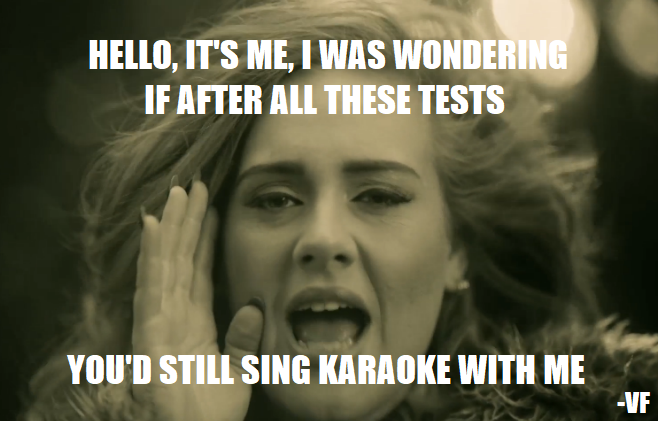 HELLO, IT'S ME, I WAS WONDERING
IF AFTER ALL THESE TESTS
YOU'D STILL SING KARAOKE WITH ME
-VF